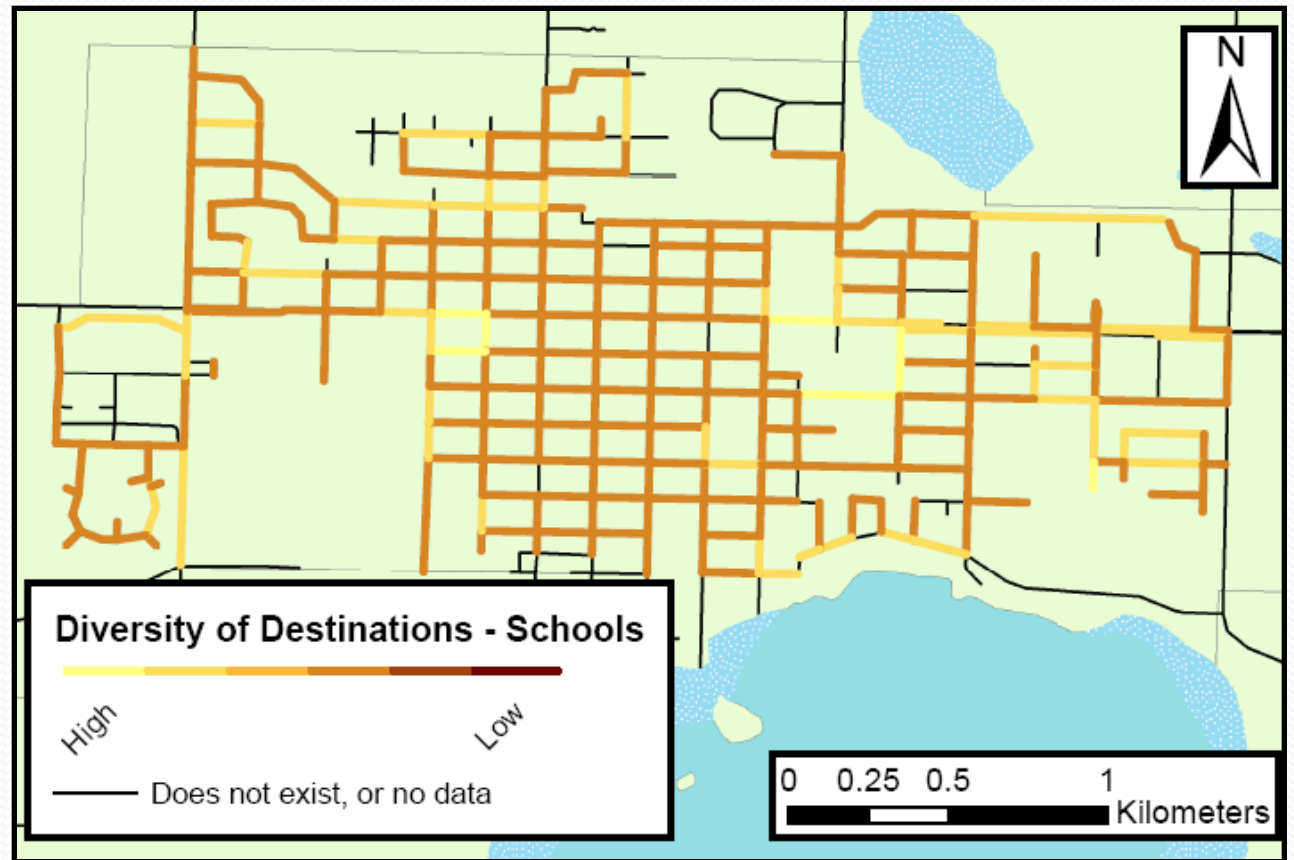 N
Diversity of Destinations - Schools
High
Low
Does not exist, or no data
0 0.25 0.5 1
Kilometers